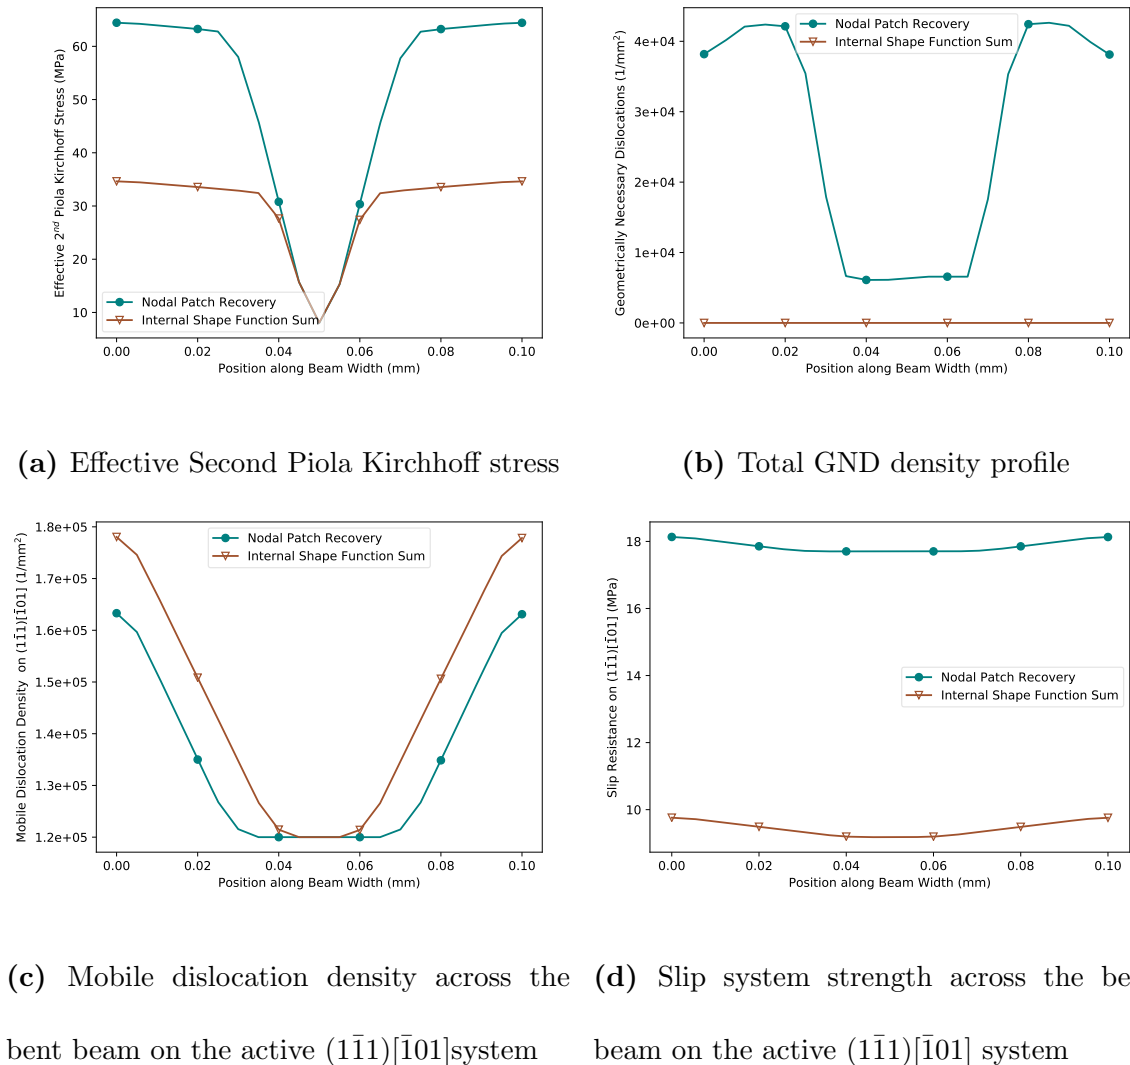 60
50
40
30
20
10
Effective 2nd Piola Kirchhoff Stress (MPa)
Nodal Patch Recovery
Internal Shape Function Sum
0.00 0.02 0.04 0.06 0.08 0.10
Position along Beam Width (mm)
4e+04
3e+04
2e+04
1e+04
0e+00
Geometrically Necessary Dislocations (1/mm²)
Nodal Patch Recovery
Internal Shape Function Sum
0.00 0.02 0.04 0.06 0.08 0.10
Position along Beam Width (mm)
(a) Effective Second Piola Kirchhoff stress
(b) Total GND density profile
1.8e+05
1.7e+05
1.6e+05
1.5e+05
1.4e+05
1.3e+05
1.2e+05
Mobile Dislocation Density on (11̄1)[1̄01] (1/mm²)
Nodal Patch Recovery
Internal Shape Function Sum
0.00 0.02 0.04 0.06 0.08 0.10
Position along Beam Width (mm)
18
16
14
12
10
Slip Resistance on (11̄1)[1̄01] (MPa)
Nodal Patch Recovery
Internal Shape Function Sum
0.00 0.02 0.04 0.06 0.08 0.10
Position along Beam Width (mm)
(c) Mobile dislocation density across the
bent beam on the active (11̄1)[1̄01]system
(d) Slip system strength across the be
beam on the active (11̄1)[1̄01] system